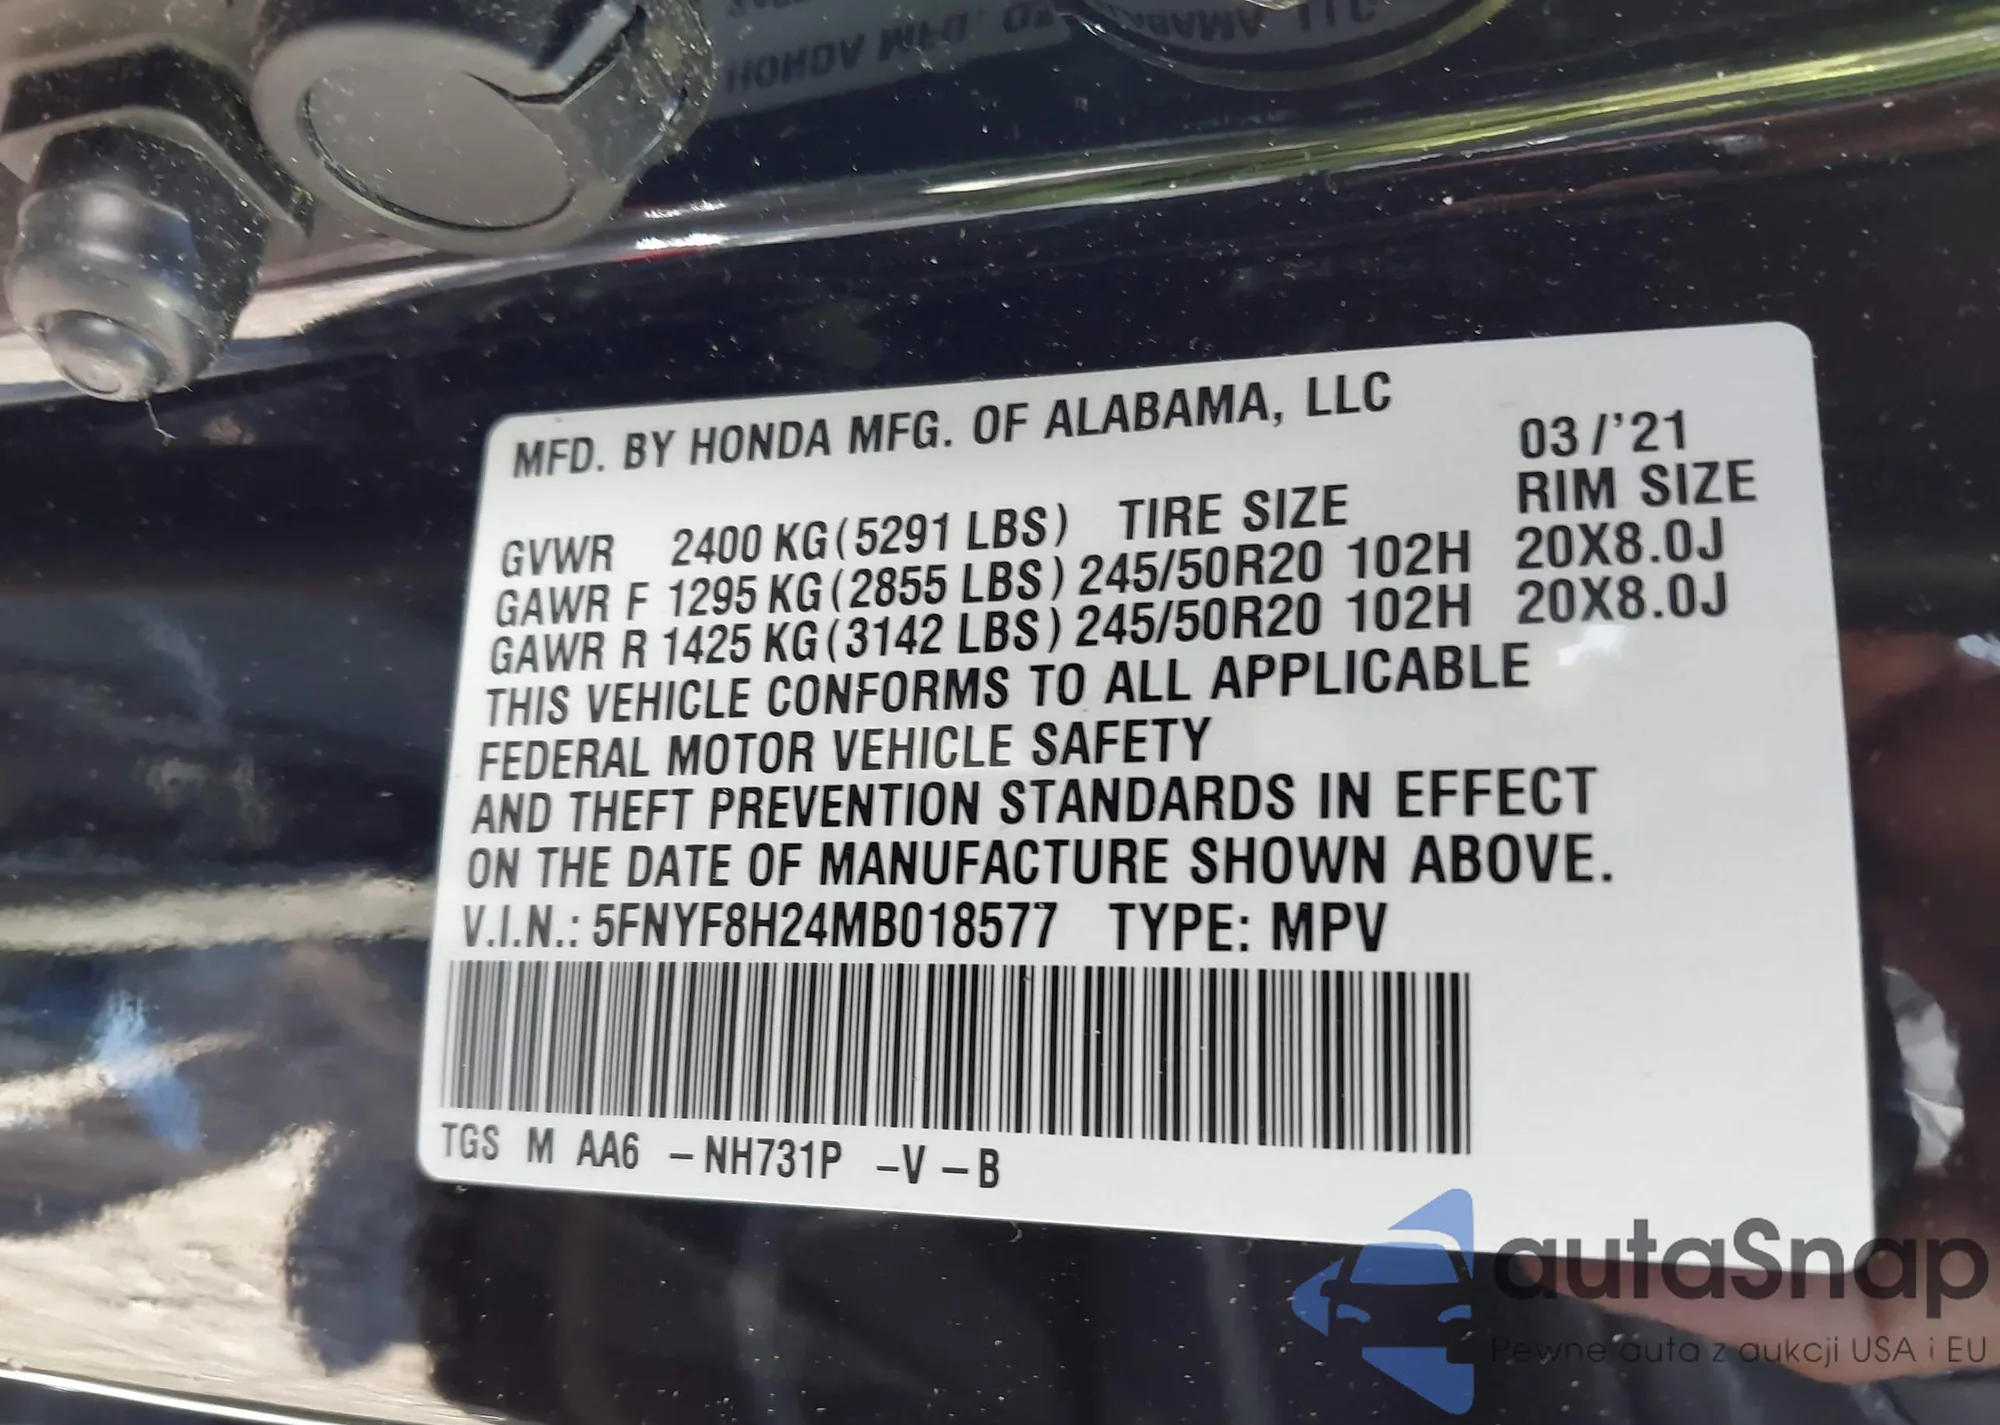 HONDA MFG. OF ALABAMA, LLC
MFD. BY HONDA MFG. OF ALABAMA, LLC
03/'21
GVWR 2400 KG (5291 LBS) TIRE SIZE RIM SIZE
GAWR F 1295 KG (2855 LBS) 245/50R20 102H 20X8.0J
GAWR R 1425 KG (3142 LBS) 245/50R20 102H 20X8.0J
THIS VEHICLE CONFORMS TO ALL APPLICABLE
FEDERAL MOTOR VEHICLE SAFETY
AND THEFT PREVENTION STANDARDS IN EFFECT
ON THE DATE OF MANUFACTURE SHOWN ABOVE.
V.I.N.: 5FNYF8H24MB018577 TYPE: MPV
TGS M AA6 -NH731P -V -B
autaSnap
Pewne auta z aukcji USA i EU